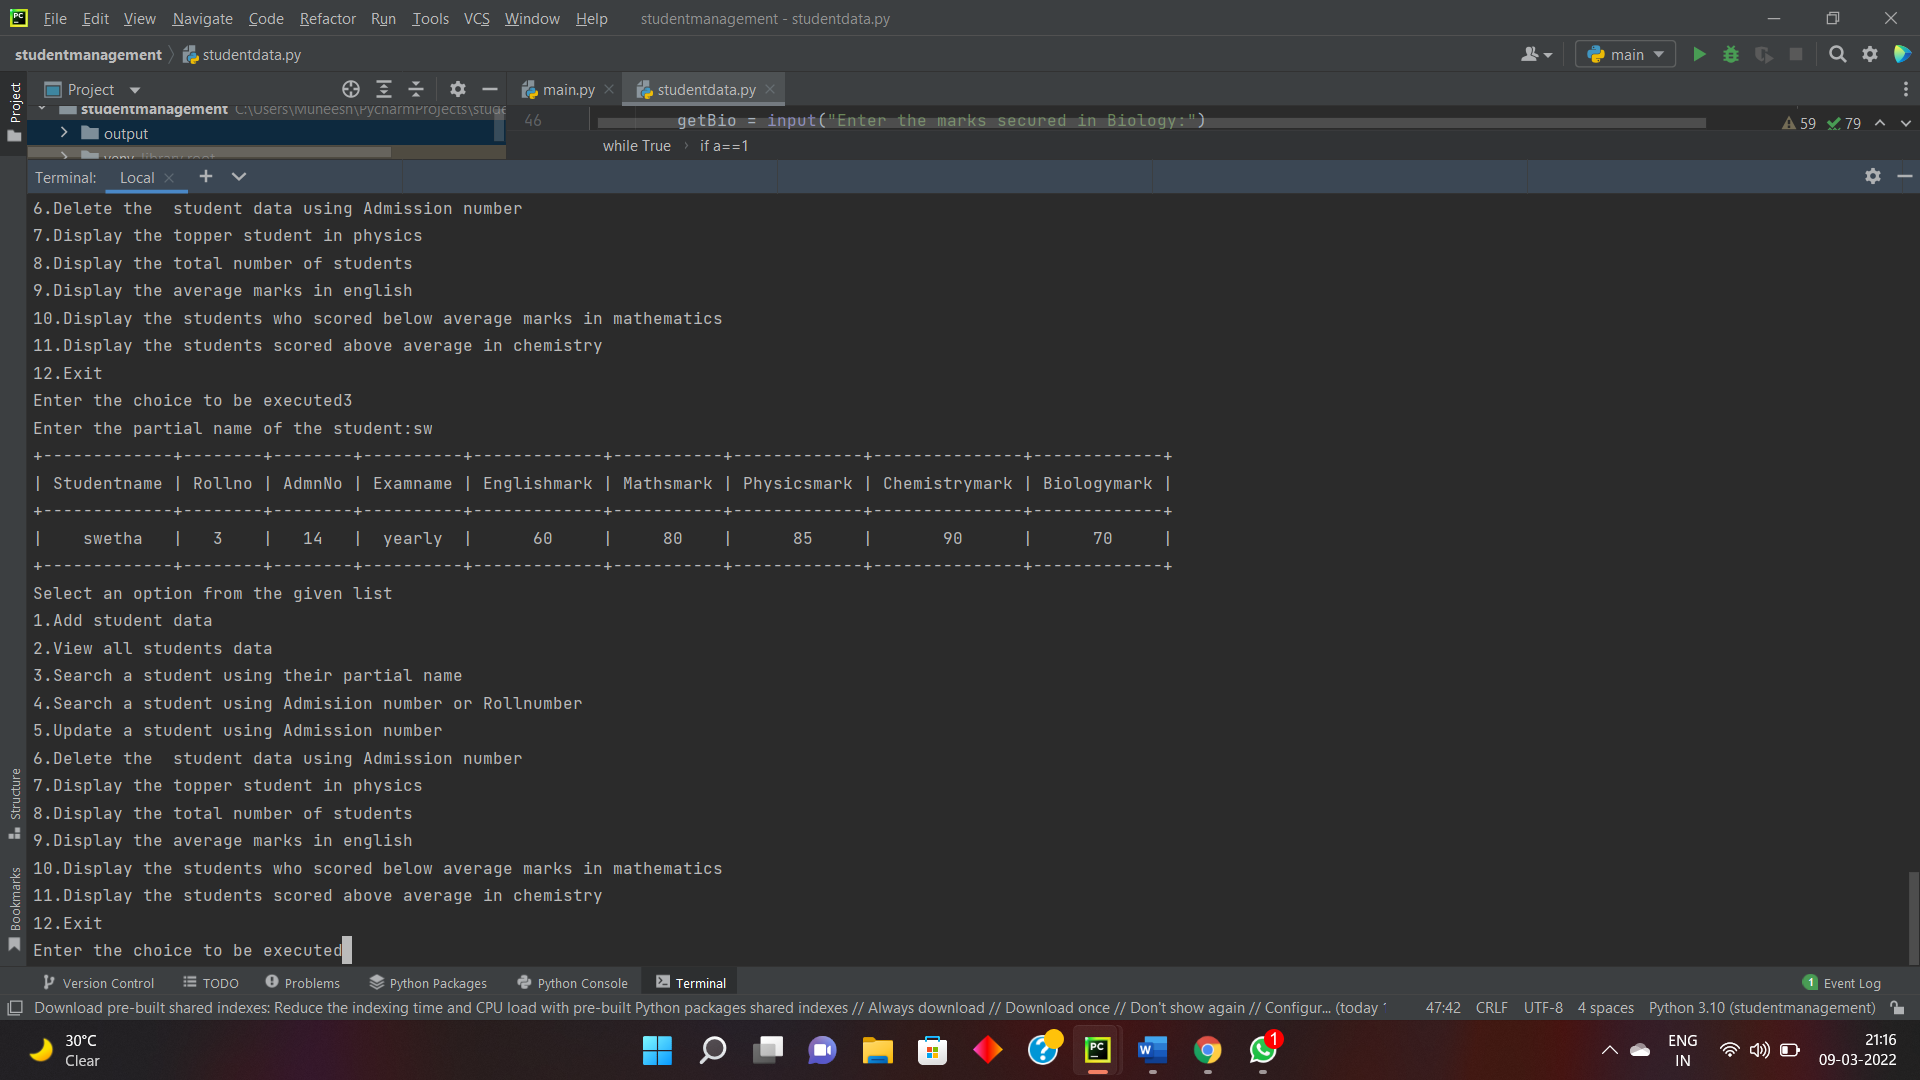 PC File Edit View Navigate Code Refactor Run Tools VCS Window Help studentmanagement - studentdata.py
studentmanagement studentdata.py main
Project main.py studentdata.py
studentmanagement C:\Users\Muneesh\PycharmProjects\stude
46 getBio = input("Enter the marks secured in Biology:") 59 79
output
venv library root
while True if a==1
Project
Terminal: Local
6.Delete the  student data using Admission number
7.Display the topper student in physics
8.Display the total number of students
9.Display the average marks in english
10.Display the students who scored below average marks in mathematics
11.Display the students scored above average in chemistry
12.Exit
Enter the choice to be executed3
Enter the partial name of the student:sw
+-------------+--------+--------+----------+-------------+-----------+-------------+---------------+-------------+
| Studentname | Rollno | AdmnNo | Examname | Englishmark | Mathsmark | Physicsmark | Chemistrymark | Biologymark |
+-------------+--------+--------+----------+-------------+-----------+-------------+---------------+-------------+
|    swetha   |   3    |   14   |  yearly  |      60     |     80    |      85     |       90      |      70     |
+-------------+--------+--------+----------+-------------+-----------+-------------+---------------+-------------+
Select an option from the given list
1.Add student data
2.View all students data
3.Search a student using their partial name
4.Search a student using Admisiion number or Rollnumber
5.Update a student using Admission number
6.Delete the  student data using Admission number
7.Display the topper student in physics
8.Display the total number of students
9.Display the average marks in english
10.Display the students who scored below average marks in mathematics
11.Display the students scored above average in chemistry
12.Exit
Enter the choice to be executed
Structure
Bookmarks
Version Control TODO Problems Python Packages Python Console Terminal 1 Event Log
Download pre-built shared indexes: Reduce the indexing time and CPU load with pre-built Python packages shared indexes // Always download // Download once // Don't show again // Configur... (today 47:42 CRLF UTF-8 4 spaces Python 3.10 (studentmanagement)
30°C
Clear
PC
W
1
ENG
IN
21:16
09-03-2022